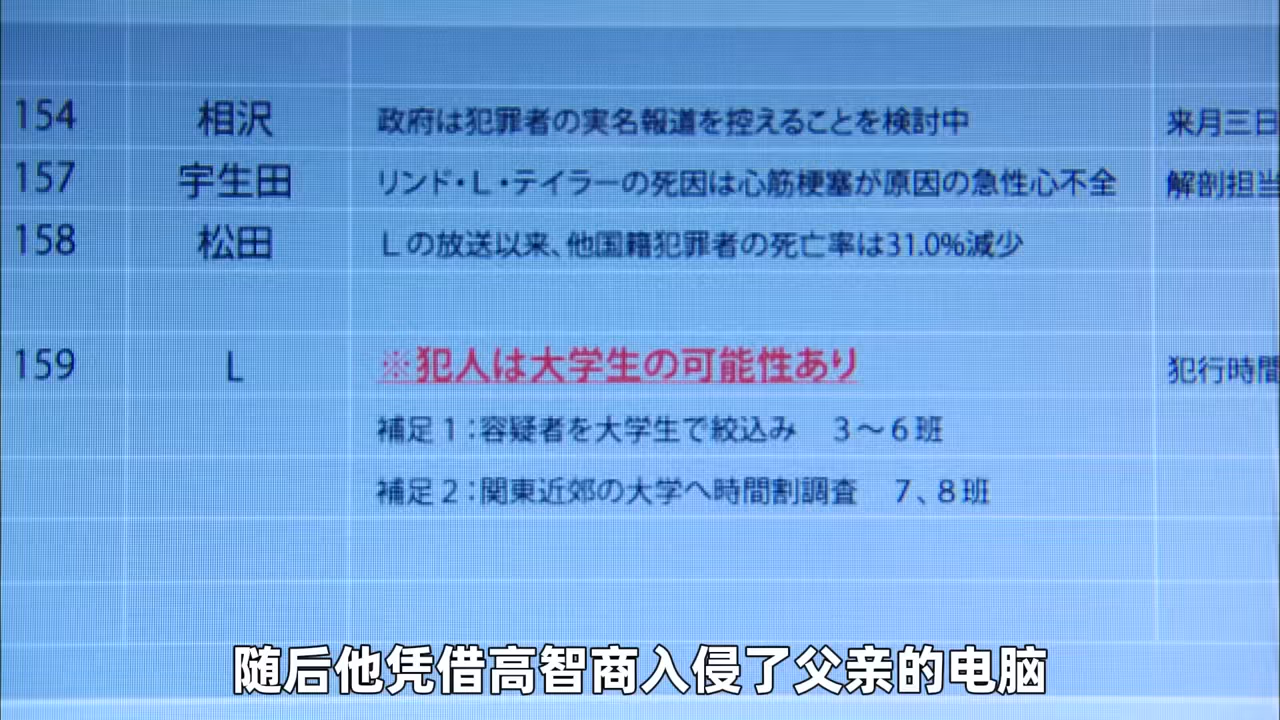 154 相沢 政府は犯罪者の実名報道を控えることを検討中 来月三日
157 宇生田 リンド・L・テイラーの死因は心筋梗塞が原因の急性心不全 解剖担当
158 松田 Lの放送以来、他国籍犯罪者の死亡率は31.0%減少
159 L ※犯人は大学生の可能性あり 犯行時間
補足1:容疑者を大学生で絞込み 3～6班
補足2:関東近郊の大学へ時間割調査 7、8班
随后他凭借高智商入侵了父亲的电脑